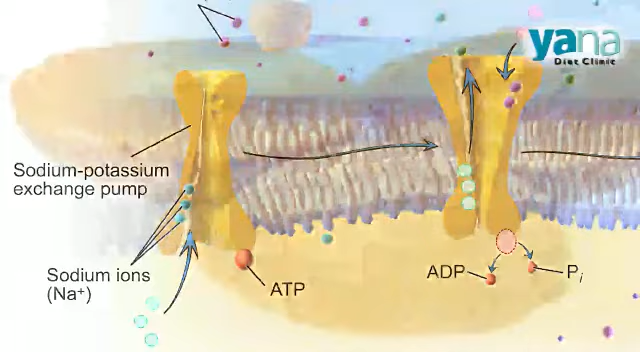 yana
Diet Clinic
Sodium-potassium
exchange pump
Sodium ions
(Na⁺)
ATP
ADP
Pi